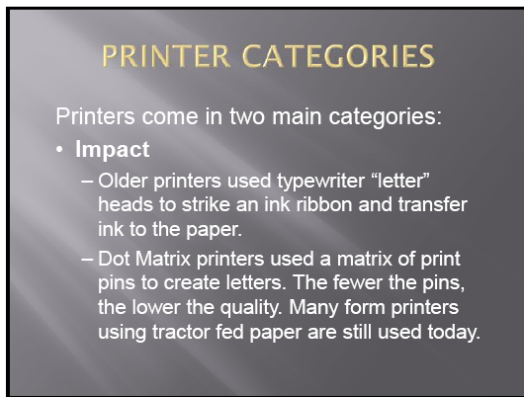 PRINTER CATEGORIES
Printers come in two main categories:
• Impact
– Older printers used typewriter “letter”
heads to strike an ink ribbon and transfer
ink to the paper.
– Dot Matrix printers used a matrix of print
pins to create letters. The fewer the pins,
the lower the quality. Many form printers
using tractor fed paper are still used today.